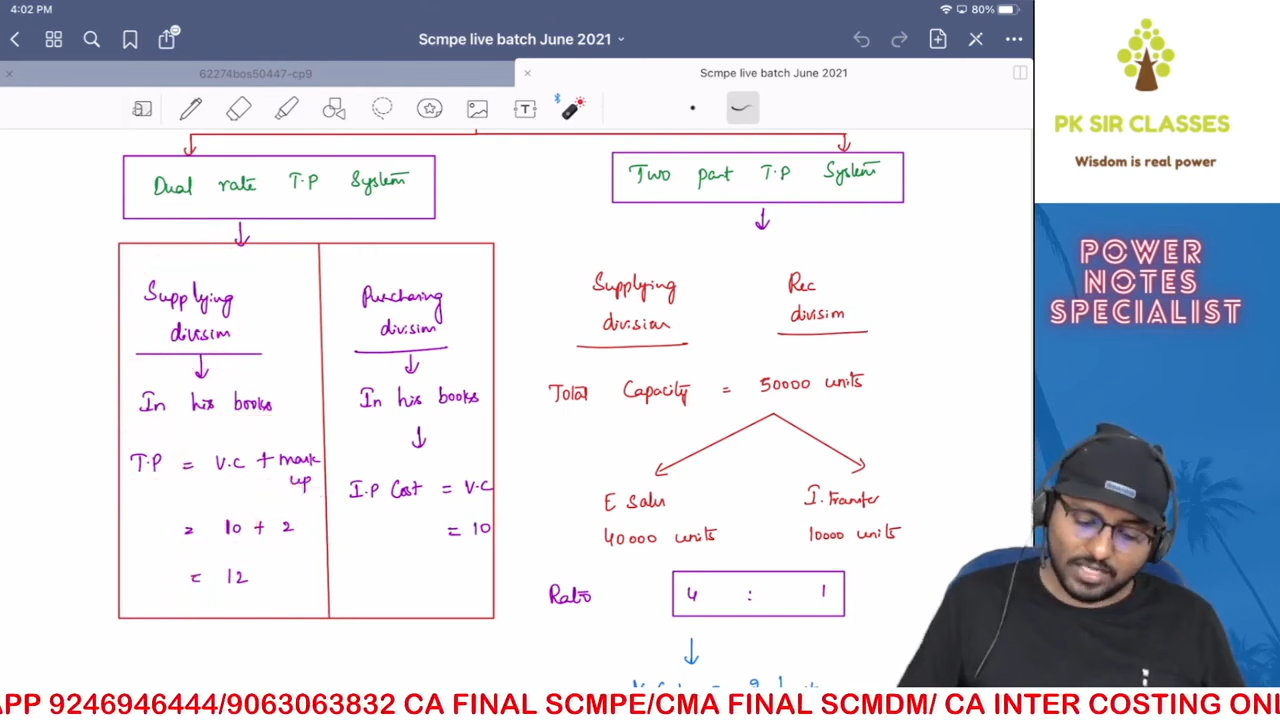 4:02 PM
80%
Scmpe live batch June 2021
62274bos50447-cp9
Scmpe live batch June 2021
Dual rate T.P System
Two part T.P System
Supplying
division
In his books
T.P = V.C + mark
up
= 10 + 2
= 12
Purchasing
division
In his books
I.P Cost = V.C
= 10
Supplying
division
Rec
division
Total Capacity = 50000 units
E Sales
40000 units
I.transfer
10000 units
Ratio 4 : 1
PK SIR CLASSES
Wisdom is real power
POWER
NOTES
SPECIALIST
APP 9246946444/9063063832 CA FINAL SCMPE/CMA FINAL SCMDM/ CA INTER COSTING ONL